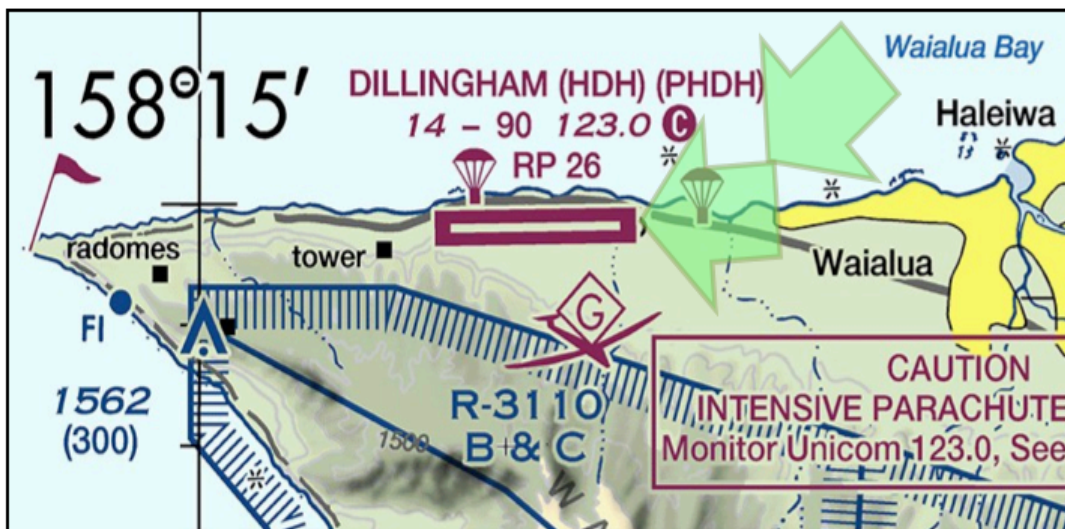 Waialua Bay
158°15'
DILLINGHAM (HDH) (PHDH)
14 - 90 123.0 C
RP 26
Haleiwa
13
radomes
tower
Waialua
G
FI
1562
(300)
R-3110
B & C
1500
CAUTION
INTENSIVE PARACHUTE
Monitor Unicom 123.0, See
W A